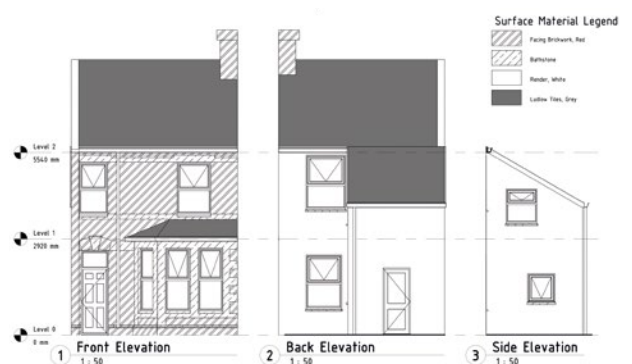 Surface Material Legend
Facing Brickwork, Red
Bathstone
Render, White
Ludlow Tiles, Grey
Level 2
5540 mm
Level 1
2920 mm
Level 0
0 mm
1 Front Elevation
1 : 50
2 Back Elevation
1 : 50
3 Side Elevation
1 : 50